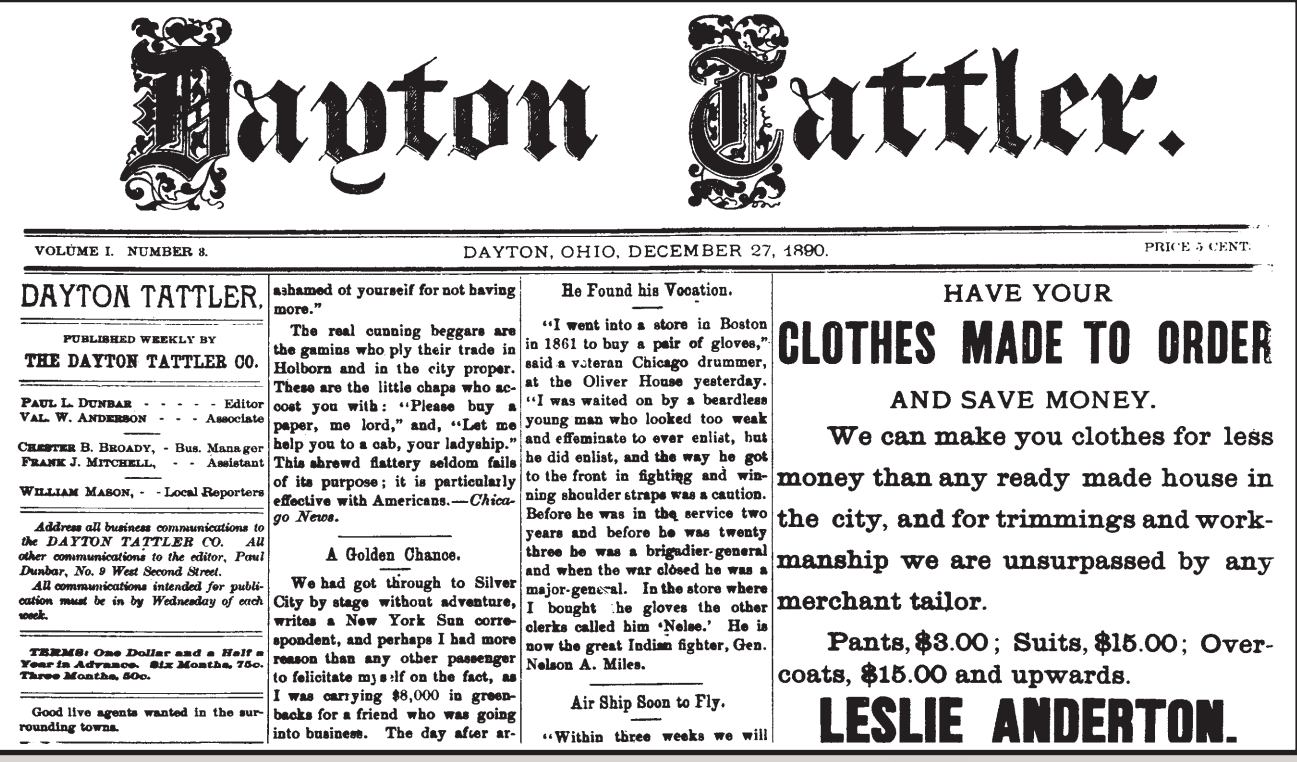 Dayton Tattler.
VOLUME I. NUMBER 3.
DAYTON, OHIO, DECEMBER 27, 1890.
PRICE 5 CENT.
DAYTON TATTLER,
PUBLISHED WEEKLY BY
THE DAYTON TATTLER CO.
PAUL L. DUNBAR - - - - - Editor
VAL. W. ANDERSON - - - Associate
CHESTER B. BROADY, - Bus. Manager
FRANK J. MITCHELL, - - Assistant
WILLIAM MASON, - - Local Reporters
Address all business communications to
the DAYTON TATTLER CO. All
other communications to the editor, Paul
Dunbar, No. 9 West Second Street.
All communications intended for publi-
cation must be in by Wednesday of each
week.
TERMS: One Dollar and a Half a
Year in Advance. Six Months, 75c.
Three Months, 50c.
Good live agents wanted in the sur-
rounding towns.
ashamed of yourself for not having
more."
The real cunning beggars are
the gamins who ply their trade in
Holborn and in the city proper.
These are the little chaps who ac-
cost you with: "Please buy a
paper, me lord," and, "Let me
help you to a cab, your ladyship."
This shrewd flattery seldom fails
of its purpose; it is particularly
effective with Americans.—Chica-
go News.
A Golden Chance.
We had got through to Silver
City by stage without adventure,
writes a New York Sun corre-
spondent, and perhaps I had more
reason than any other passenger
to felicitate myself on the fact, as
I was carrying $8,000 in green-
backs for a friend who was going
into business. The day after ar-
He Found his Vocation.
"I went into a store in Boston
in 1861 to buy a pair of gloves,"
said a veteran Chicago drummer,
at the Oliver House yesterday.
"I was waited on by a beardless
young man who looked too weak
and effeminate to ever enlist, but
he did enlist, and the way he got
to the front in fighting and win-
ning shoulder straps was a caution.
Before he was in the service two
years and before he was twenty
three he was a brigadier-general
and when the war closed he was a
major-general. In the store where
I bought the gloves the other
clerks called him 'Nelse.' He is
now the great Indian fighter, Gen.
Nelson A. Miles.
Air Ship Soon to Fly.
"Within three weeks we will
HAVE YOUR
CLOTHES MADE TO ORDER
AND SAVE MONEY.
We can make you clothes for less
money than any ready made house in
the city, and for trimmings and work-
manship we are unsurpassed by any
merchant tailor.
Pants, $3.00; Suits, $15.00; Over-
coats, $15.00 and upwards.
LESLIE ANDERTON.